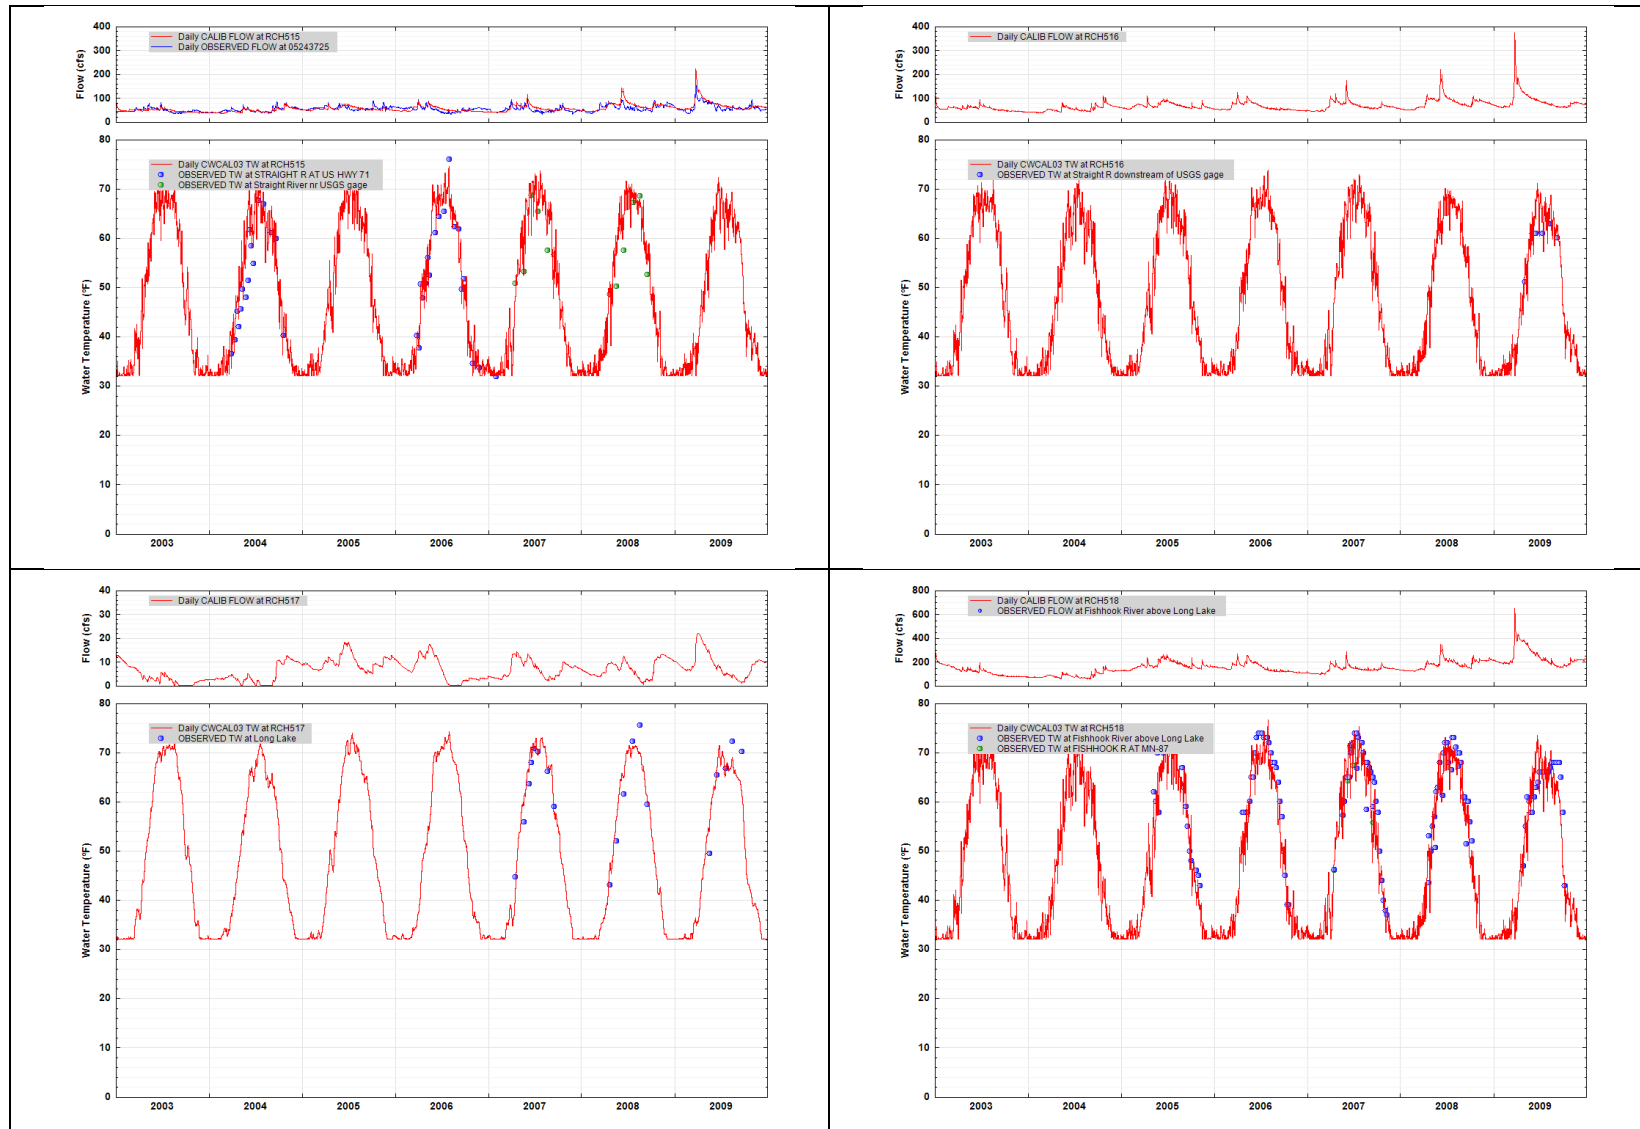 Flow (cfs)
400
300
200
100
0
Daily CALIB FLOW at RCH515
Daily OBSERVED FLOW at 05243725
Water Temperature (°F)
80
70
60
50
40
30
20
10
0
Daily CWCAL03 TW at RCH515
OBSERVED TW at STRAIGHT R AT US HWY 71
OBSERVED TW at Straight River nr USGS gage
2003 2004 2005 2006 2007 2008 2009
Flow (cfs)
400
300
200
100
0
Daily CALIB FLOW at RCH516
Water Temperature (°F)
80
70
60
50
40
30
20
10
0
Daily CWCAL03 TW at RCH516
OBSERVED TW at Straight R downstream of USGS gage
2003 2004 2005 2006 2007 2008 2009
Flow (cfs)
40
30
20
10
0
Daily CALIB FLOW at RCH517
Water Temperature (°F)
80
70
60
50
40
30
20
10
0
Daily CWCAL03 TW at RCH517
OBSERVED TW at Long Lake
2003 2004 2005 2006 2007 2008 2009
Flow (cfs)
800
600
400
200
0
Daily CALIB FLOW at RCH518
OBSERVED FLOW at Fishhook River above Long Lake
Water Temperature (°F)
80
70
60
50
40
30
20
10
0
Daily CWCAL03 TW at RCH518
OBSERVED TW at Fishhook River above Long Lake
OBSERVED TW at FISHHOOK R AT MN-87
2003 2004 2005 2006 2007 2008 2009